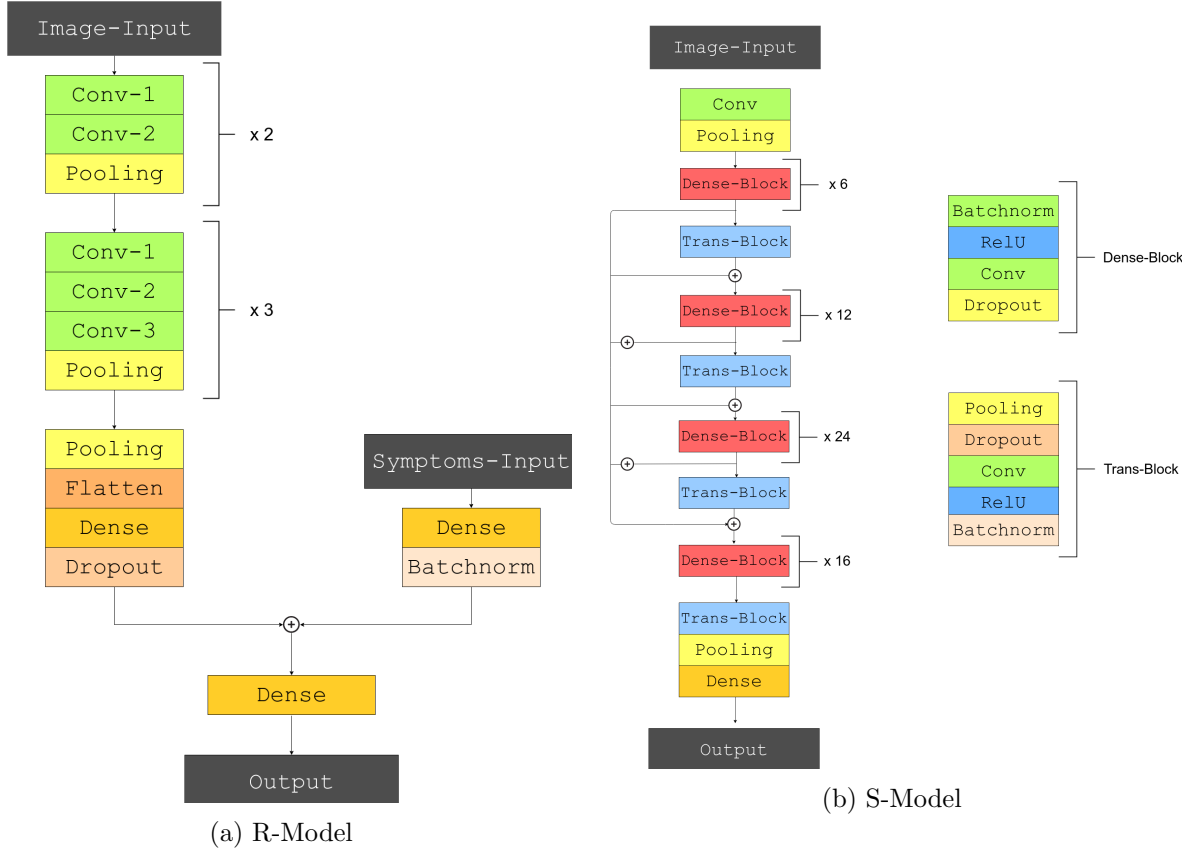 Image-Input
Conv-1
Conv-2
Pooling
x 2
Conv-1
Conv-2
Conv-3
Pooling
x 3
Pooling
Flatten
Dense
Dropout
Symptoms-Input
Dense
Batchnorm
Dense
Output
(a) R-Model
Image-Input
Conv
Pooling
Dense-Block
x 6
Trans-Block
Dense-Block
x 12
Trans-Block
Dense-Block
x 24
Trans-Block
Dense-Block
x 16
Trans-Block
Pooling
Dense
Output
Batchnorm
RelU
Conv
Dropout
Dense-Block
Pooling
Dropout
Conv
RelU
Batchnorm
Trans-Block
(b) S-Model